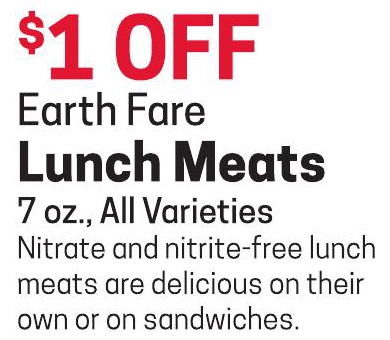 $1 OFF
Earth Fare
Lunch Meats
7 oz., All Varieties
Nitrate and nitrite-free lunch
meats are delicious on their
own or on sandwiches.